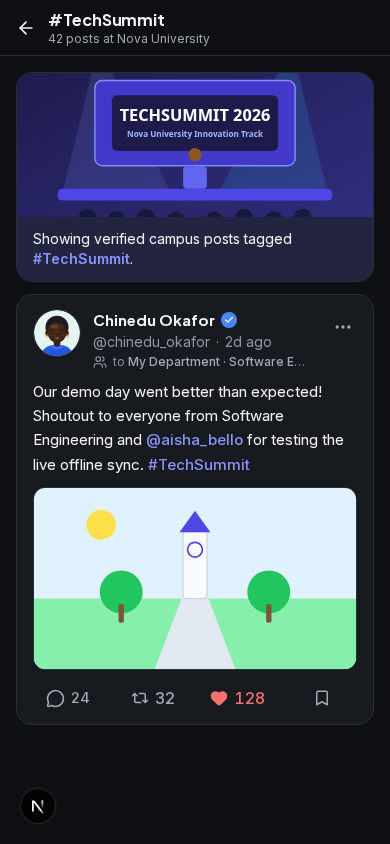 #TechSummit
42 posts at Nova University
TECHSUMMIT 2026
Nova University Innovation Track
Showing verified campus posts tagged
#TechSummit.
Chinedu Okafor
@chinedu_okafor · 2d ago
to My Department · Software E…
Our demo day went better than expected!
Shoutout to everyone from Software
Engineering and @aisha_bello for testing the
live offline sync. #TechSummit
24 32 128
N